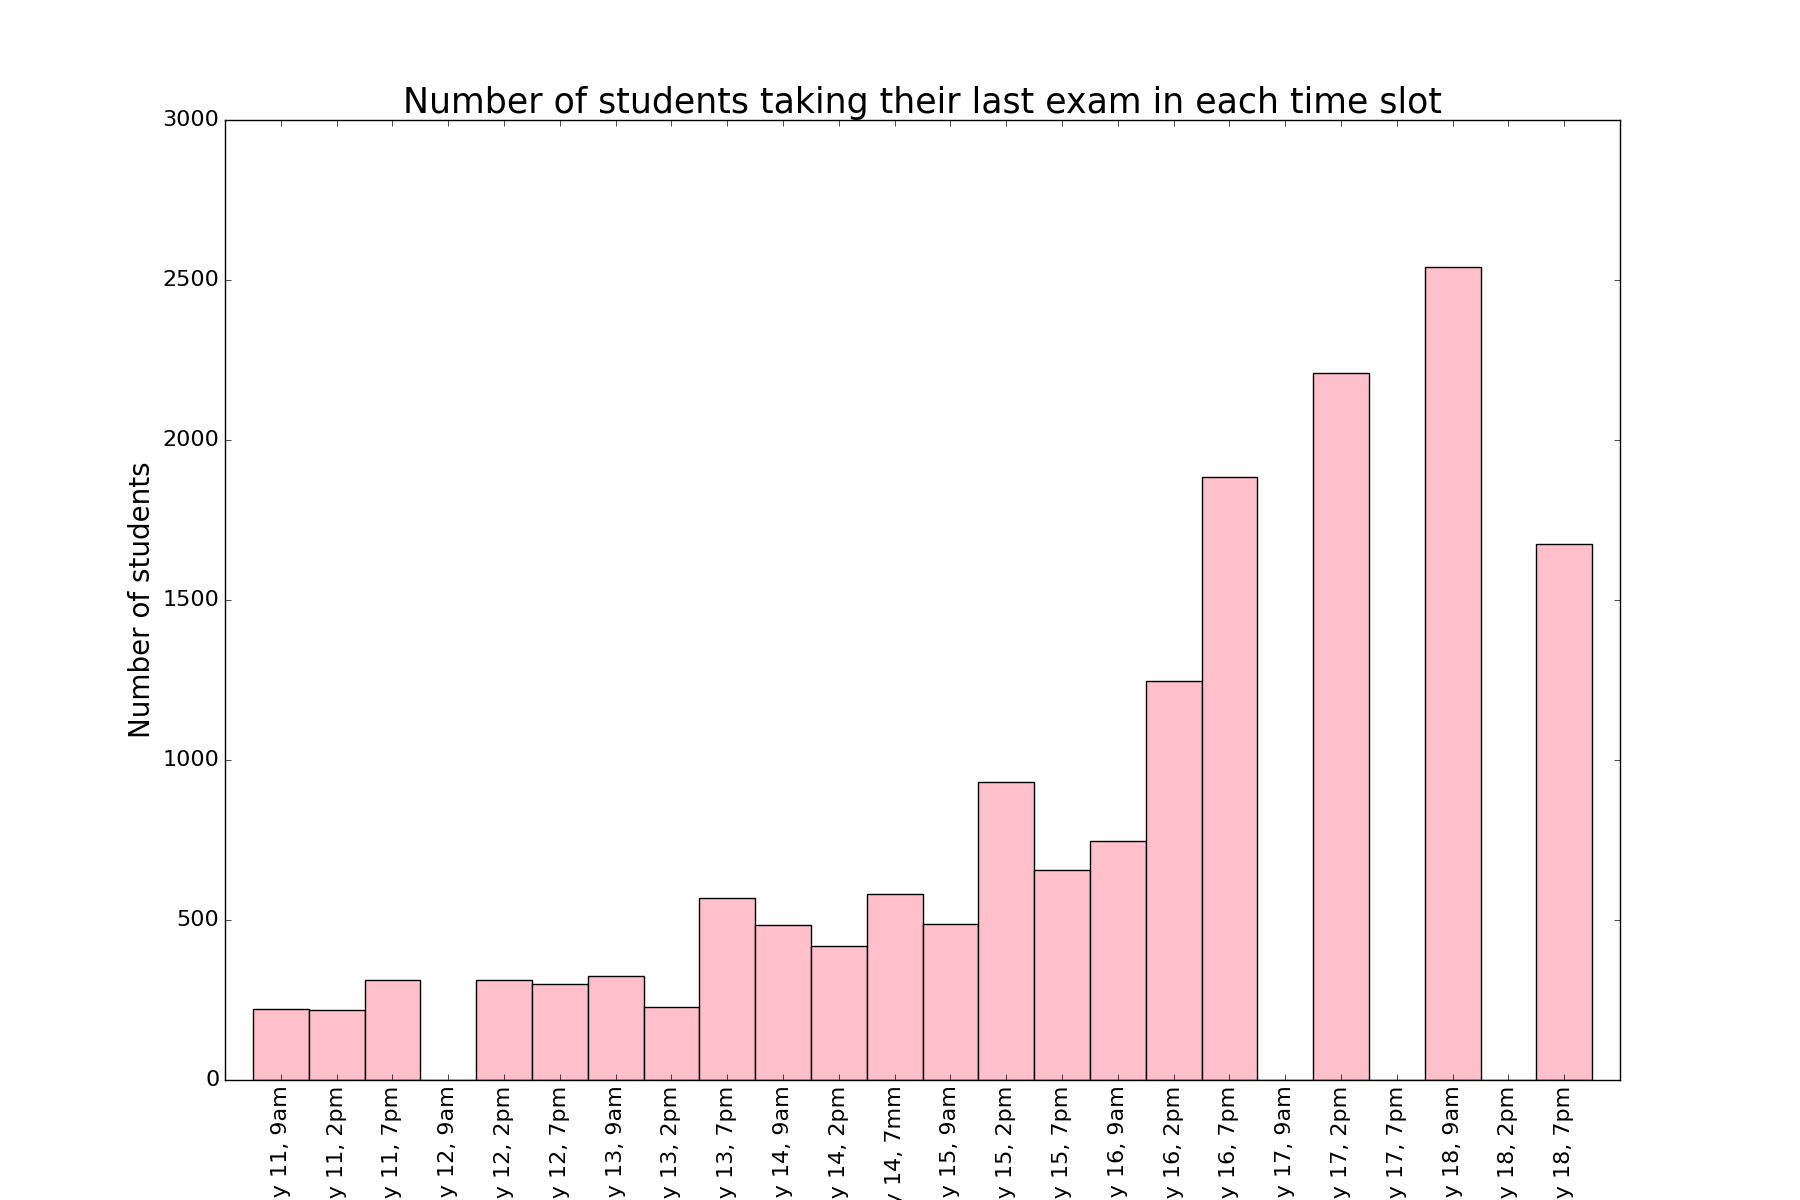 Number of students taking their last exam in each time slot
3000
2500
2000
1500
1000
500
0
Number of students
y 11, 9am
y 11, 2pm
y 11, 7pm
y 12, 9am
y 12, 2pm
y 12, 7pm
y 13, 9am
y 13, 2pm
y 13, 7pm
y 14, 9am
y 14, 2pm
y 14, 7mm
y 15, 9am
y 15, 2pm
y 15, 7pm
y 16, 9am
y 16, 2pm
y 16, 7pm
y 17, 9am
y 17, 2pm
y 17, 7pm
y 18, 9am
y 18, 2pm
y 18, 7pm